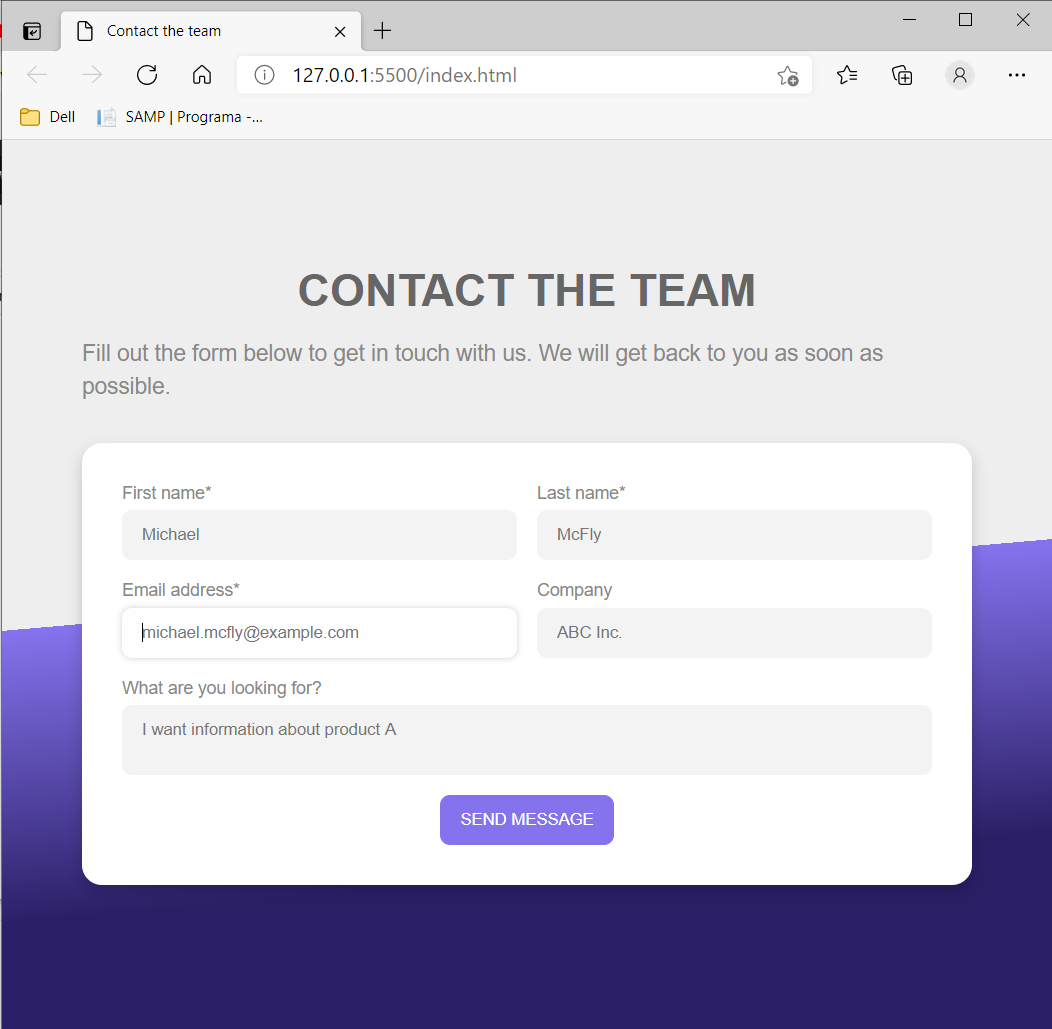 Contact the team
127.0.0.1:5500/index.html
Dell
SAMP | Programa -...
CONTACT THE TEAM
Fill out the form below to get in touch with us. We will get back to you as soon as
possible.
First name*
Last name*
Michael
McFly
Email address*
Company
michael.mcfly@example.com
ABC Inc.
What are you looking for?
I want information about product A
SEND MESSAGE